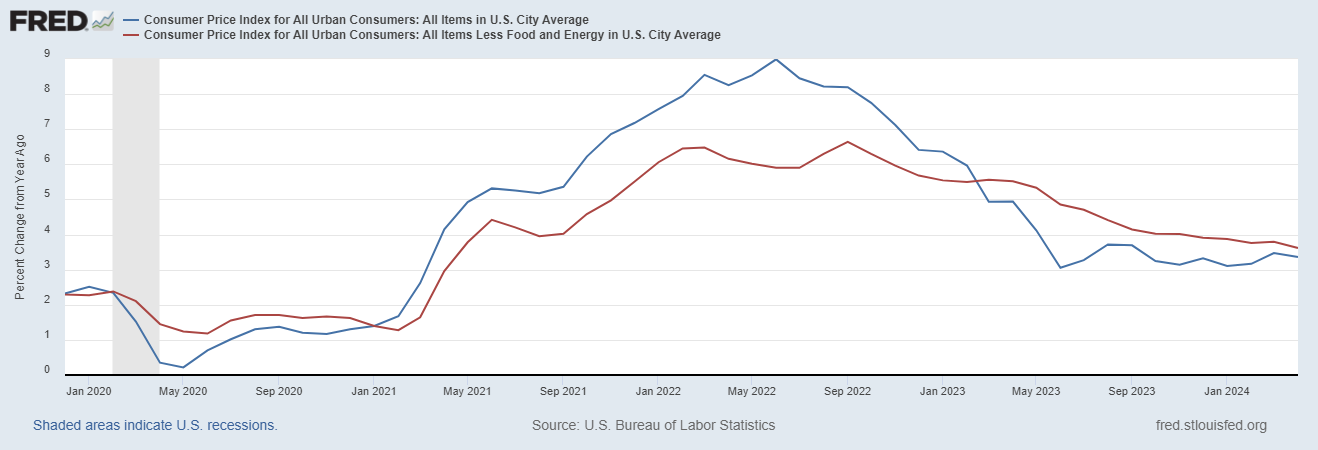 FRED
Consumer Price Index for All Urban Consumers: All Items in U.S. City Average
Consumer Price Index for All Urban Consumers: All Items Less Food and Energy in U.S. City Average
Percent Change from Year Ago
9
8
7
6
5
4
3
2
1
0
Jan 2020 May 2020 Sep 2020 Jan 2021 May 2021 Sep 2021 Jan 2022 May 2022 Sep 2022 Jan 2023 May 2023 Sep 2023 Jan 2024
Shaded areas indicate U.S. recessions. Source: U.S. Bureau of Labor Statistics fred.stlouisfed.org